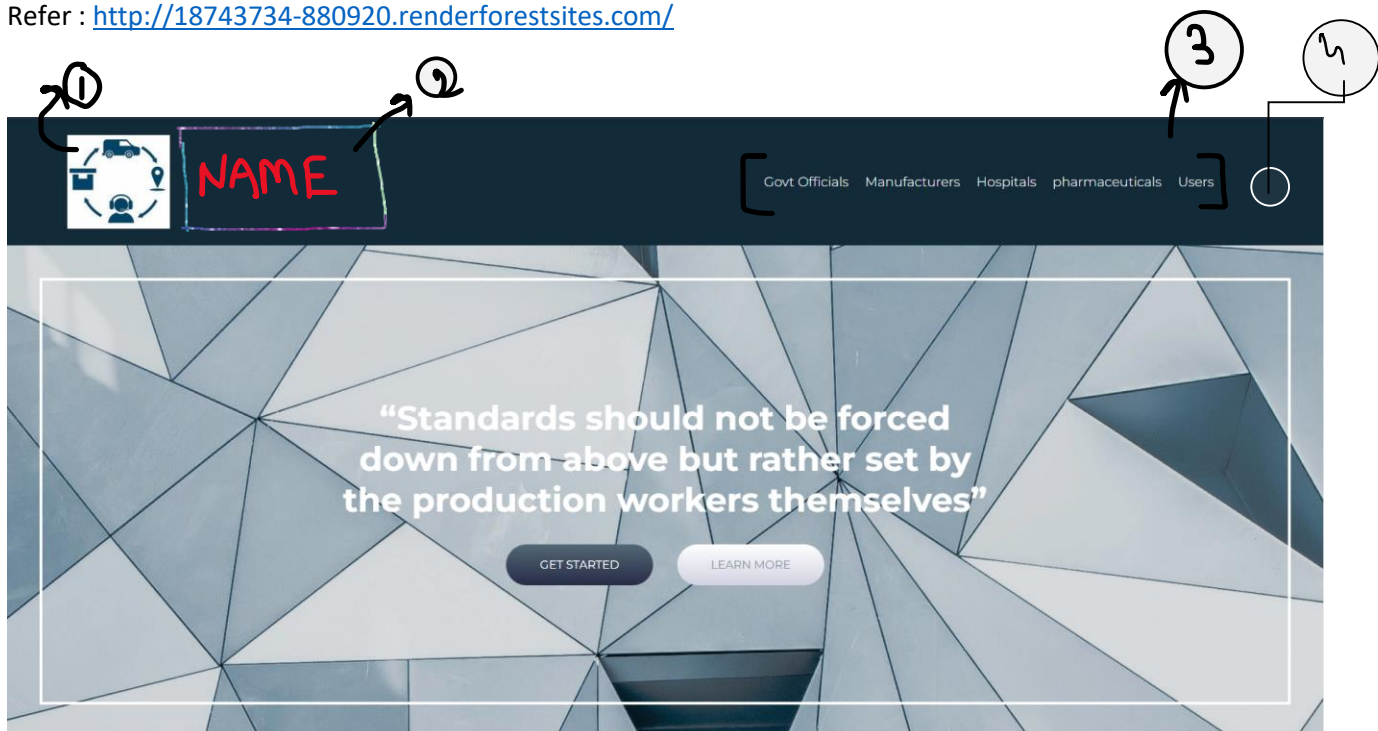 Refer : http://18743734-880920.renderforestsites.com/
1
2
3
4
NAME
Govt Officials Manufacturers Hospitals pharmaceuticals Users
“Standards should not be forced
down from above but rather set by
the production workers themselves”
GET STARTED LEARN MORE